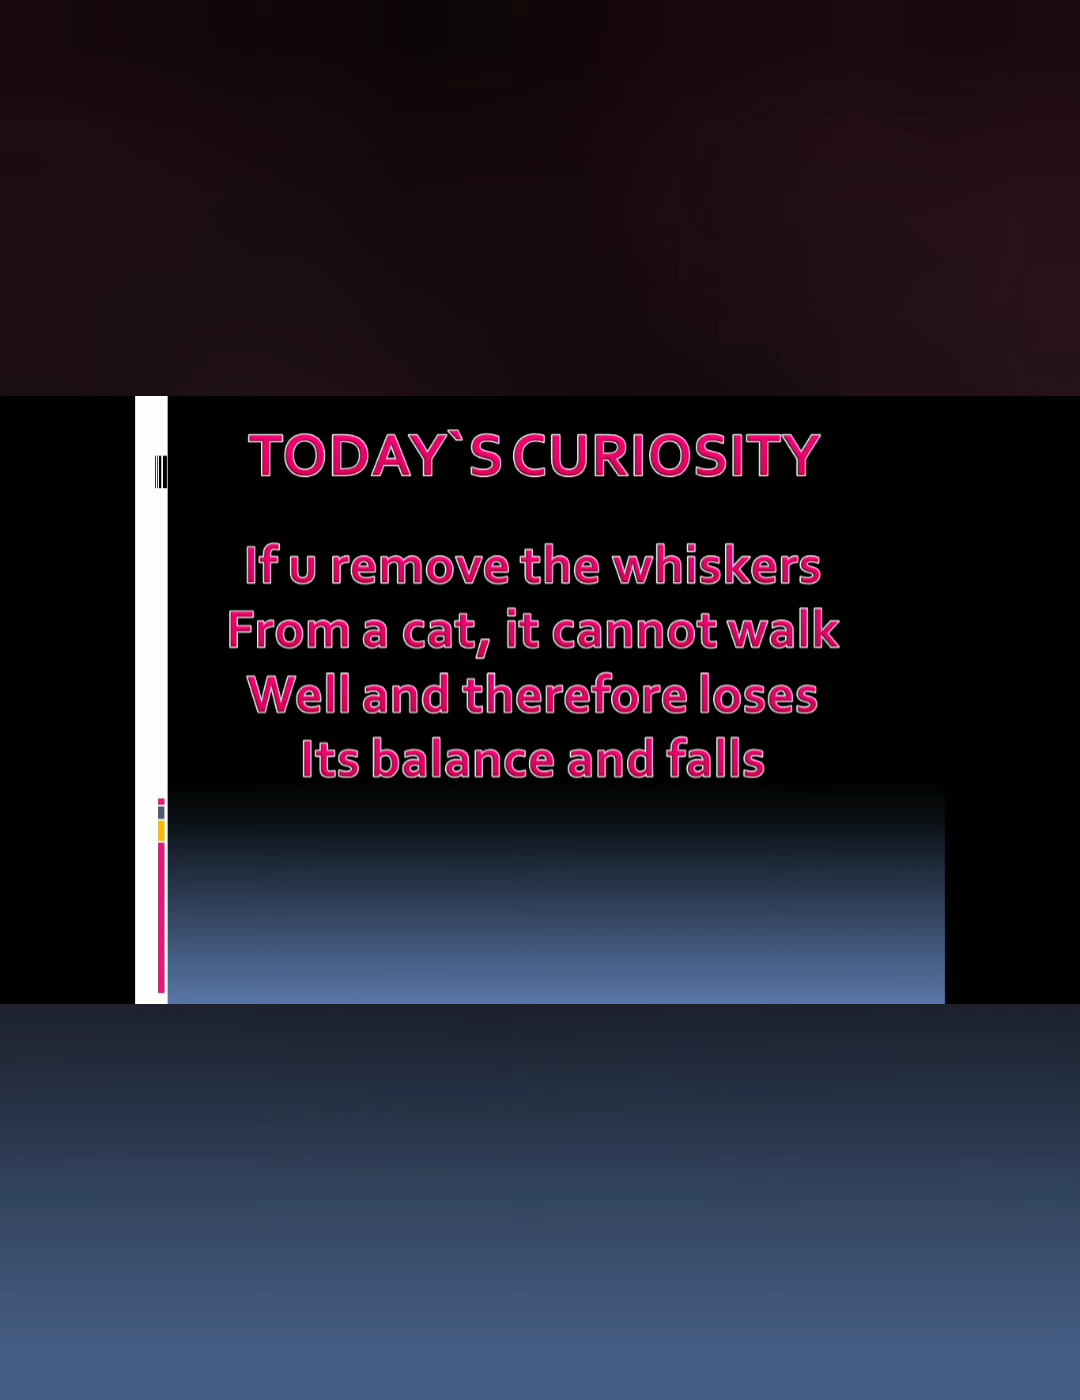 TODAY`S CURIOSITY
If u remove the whiskers
From a cat, it cannot walk
Well and therefore loses
Its balance and falls